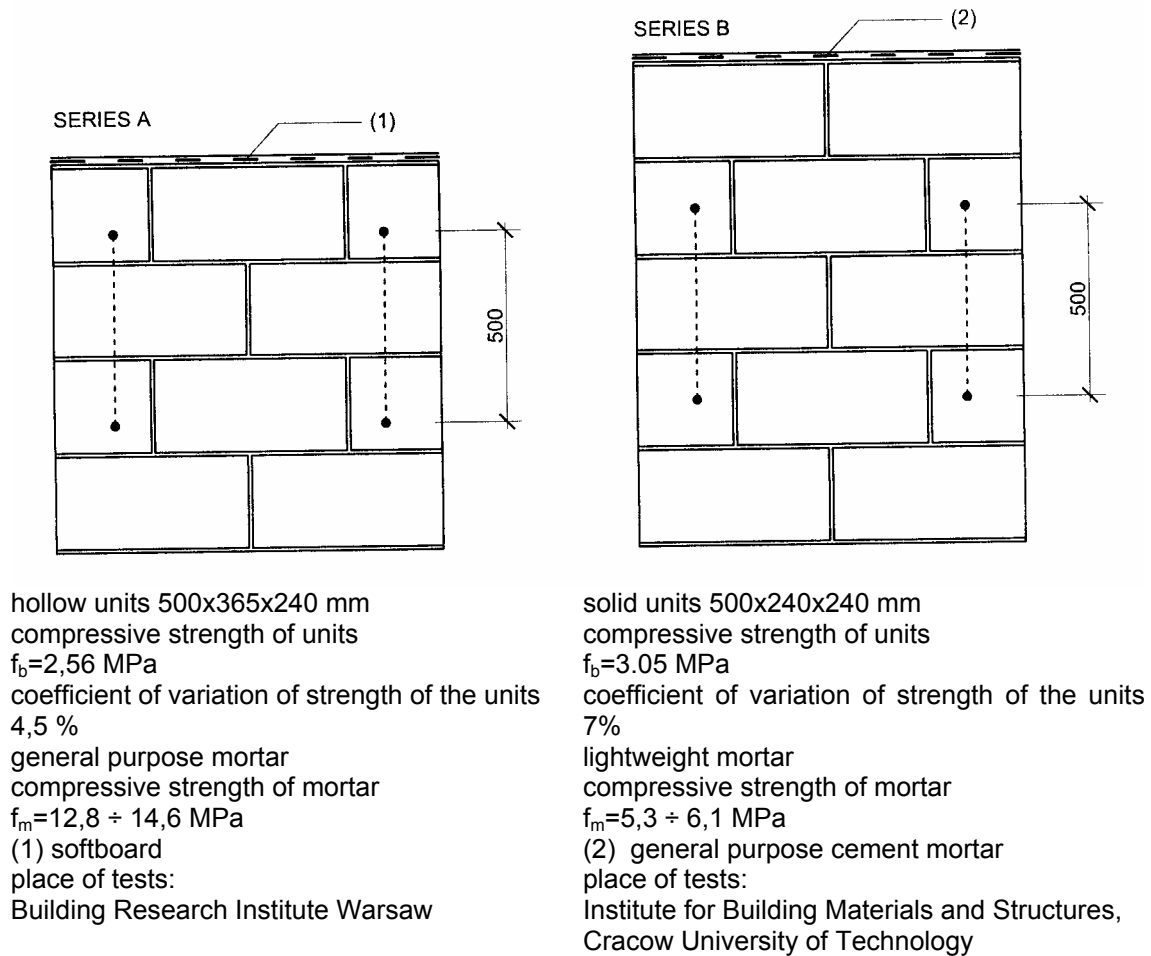 SERIES A
(1)
500
hollow units 500x365x240 mm
compressive strength of units
fb=2,56 MPa
coefficient of variation of strength of the units
4,5 %
general purpose mortar
compressive strength of mortar
fm=12,8 ÷ 14,6 MPa
(1) softboard
place of tests:
Building Research Institute Warsaw
SERIES B
(2)
500
solid units 500x240x240 mm
compressive strength of units
fb=3.05 MPa
coefficient of variation of strength of the units
7%
lightweight mortar
compressive strength of mortar
fm=5,3 ÷ 6,1 MPa
(2) general purpose cement mortar
place of tests:
Institute for Building Materials and Structures,
Cracow University of Technology